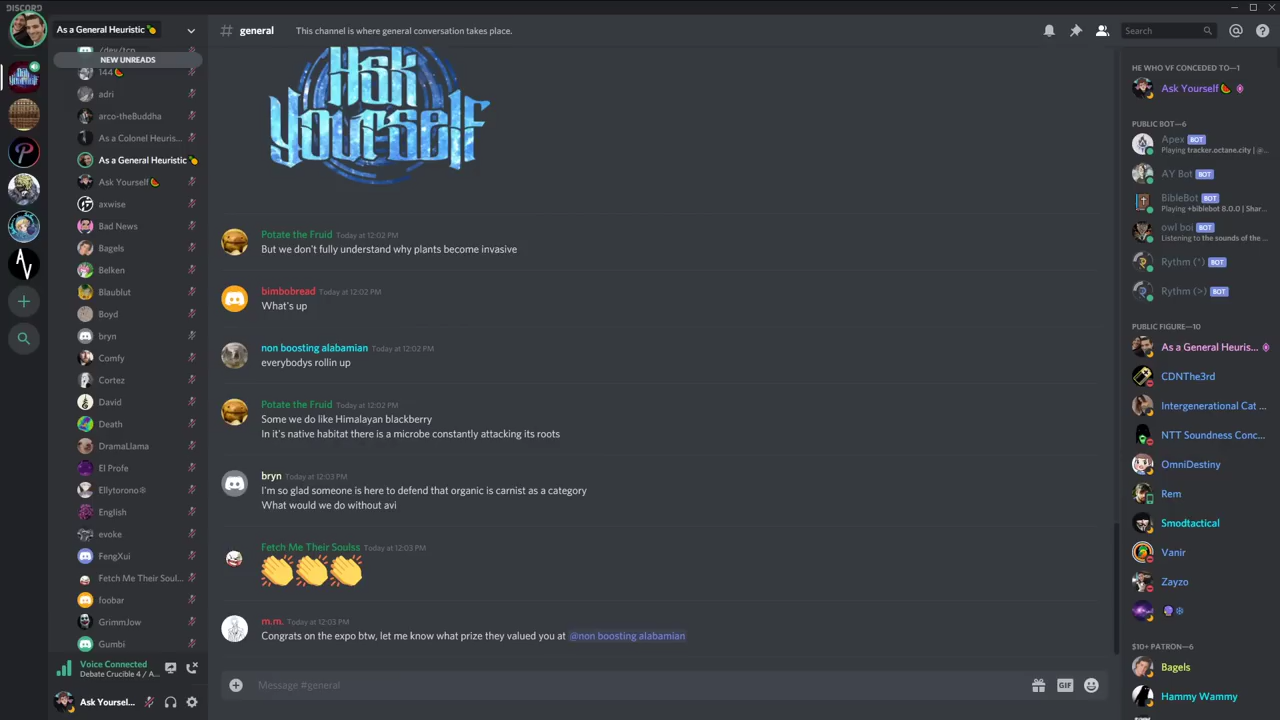 DISCORD
As a General Heuristic
NEW UNREADS
144
adri
arco-theBuddha
As a Colonel Heuris...
As a General Heuristic
Ask Yourself
axwise
Bad News
Bagels
Belken
Blaublut
Boyd
bryn
Comfy
Cortez
David
Death
DramaLlama
El Profe
Ellytorono❄
English
evoke
FengXui
Fetch Me Their Soul...
foobar
GrimmJow
Gumbi
Voice Connected
Debate Crucible 4 / A...
Ask Yoursel...
# general
This channel is where general conversation takes place.
Search
Ask
Yourself
Potate the Fruid Today at 12:02 PM
But we don't fully understand why plants become invasive
bimbobread Today at 12:02 PM
What's up
non boosting alabamian Today at 12:02 PM
everybodys rollin up
Potate the Fruid Today at 12:02 PM
Some we do like Himalayan blackberry
In it's native habitat there is a microbe constantly attacking its roots
bryn Today at 12:03 PM
I'm so glad someone is here to defend that organic is carnist as a category
What would we do without avi
Fetch Me Their Soulss Today at 12:03 PM
👏👏👏
m.m. Today at 12:03 PM
Congrats on the expo btw, let me know what prize they valued you at @non boosting alabamian
Message #general
GIF
HE WHO VF CONCEDED TO—1
Ask Yourself
PUBLIC BOT—6
Apex BOT
Playing tracker.octane.city | @...
AY Bot BOT
BibleBot BOT
Playing +biblebot 8.0.0 | Shar...
owl boi BOT
Listening to the sounds of the ...
Rythm (^) BOT
Rythm (>) BOT
PUBLIC FIGURE—10
As a General Heuris...
CDNThe3rd
Intergenerational Cat ...
NTT Soundness Conc...
OmniDestiny
Rem
Smodtactical
Vanir
Zayzo
🔮❄
$10+ PATRON—6
Bagels
Hammy Wammy